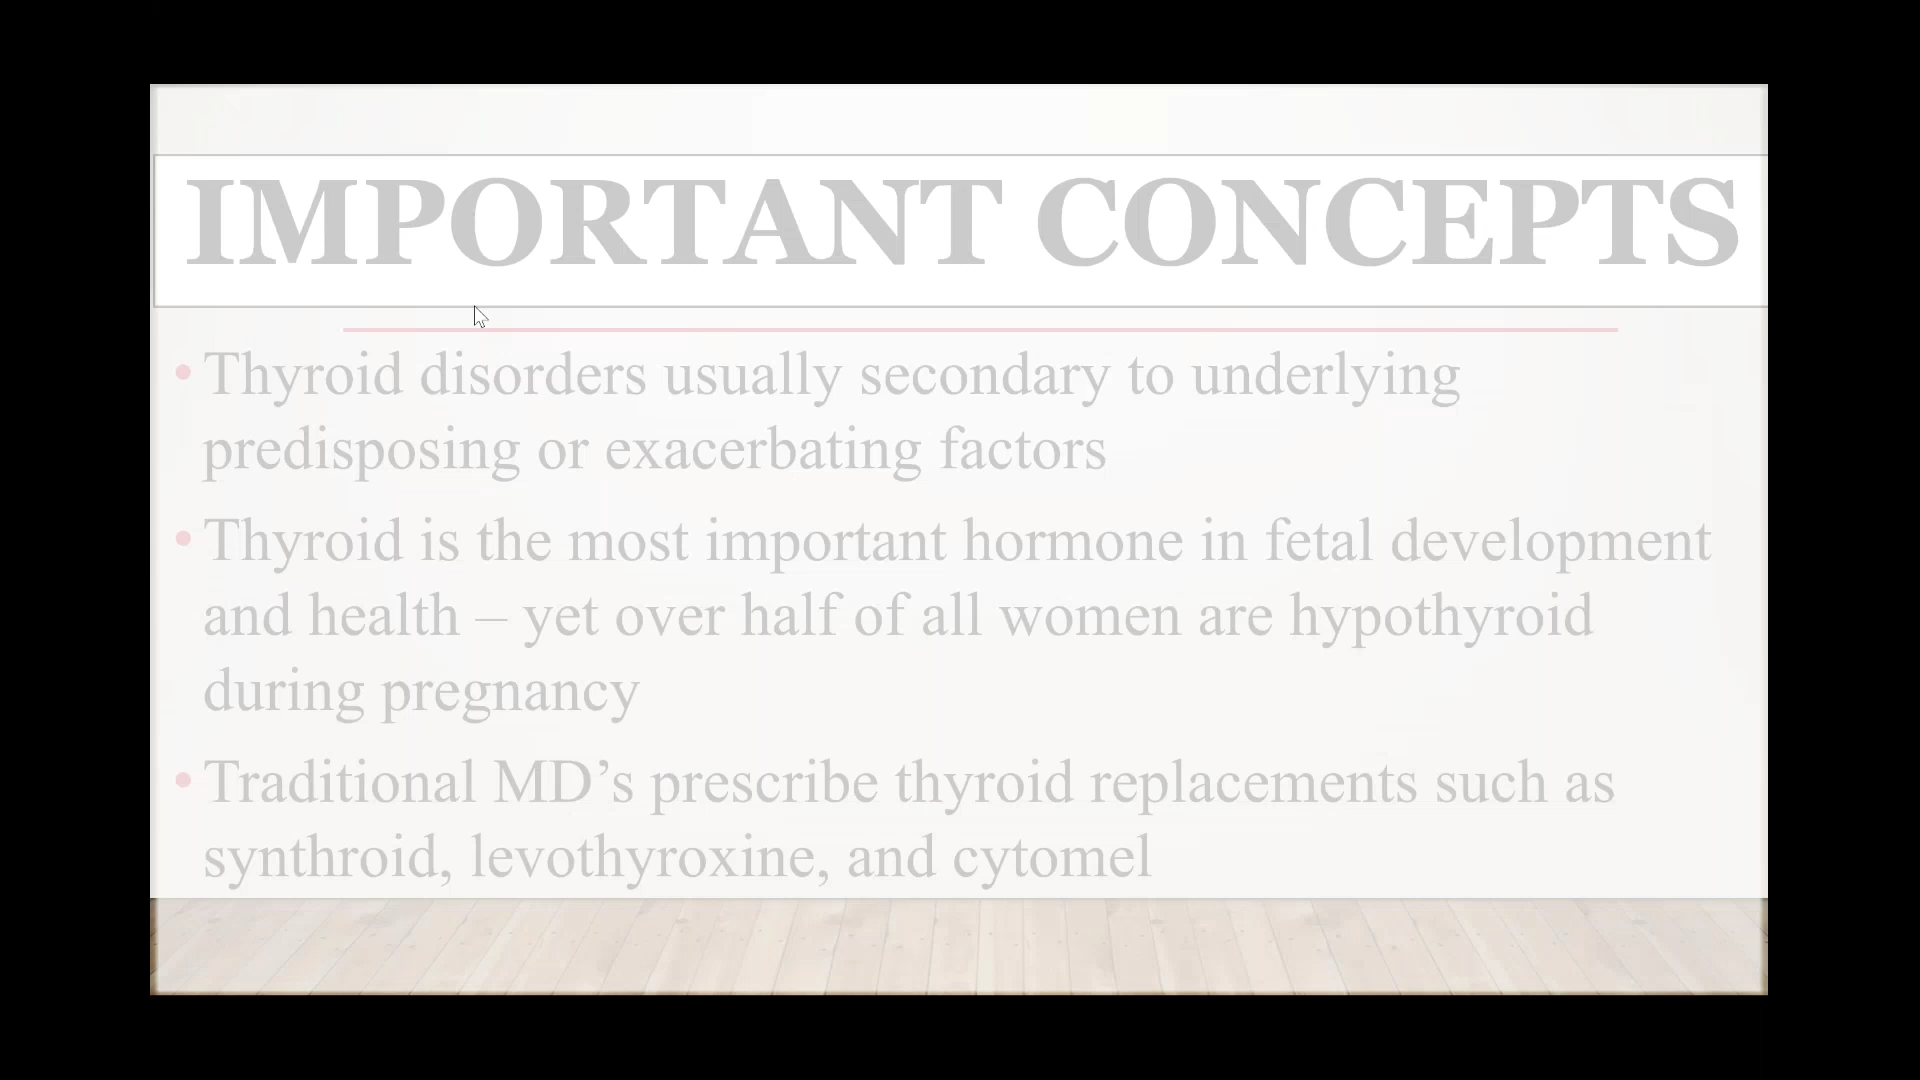 IMPORTANT CONCEPTS
• Thyroid disorders usually secondary to underlying
predisposing or exacerbating factors
• Thyroid is the most important hormone in fetal development
and health – yet over half of all women are hypothyroid
during pregnancy
• Traditional MD’s prescribe thyroid replacements such as
synthroid, levothyroxine, and cytomel